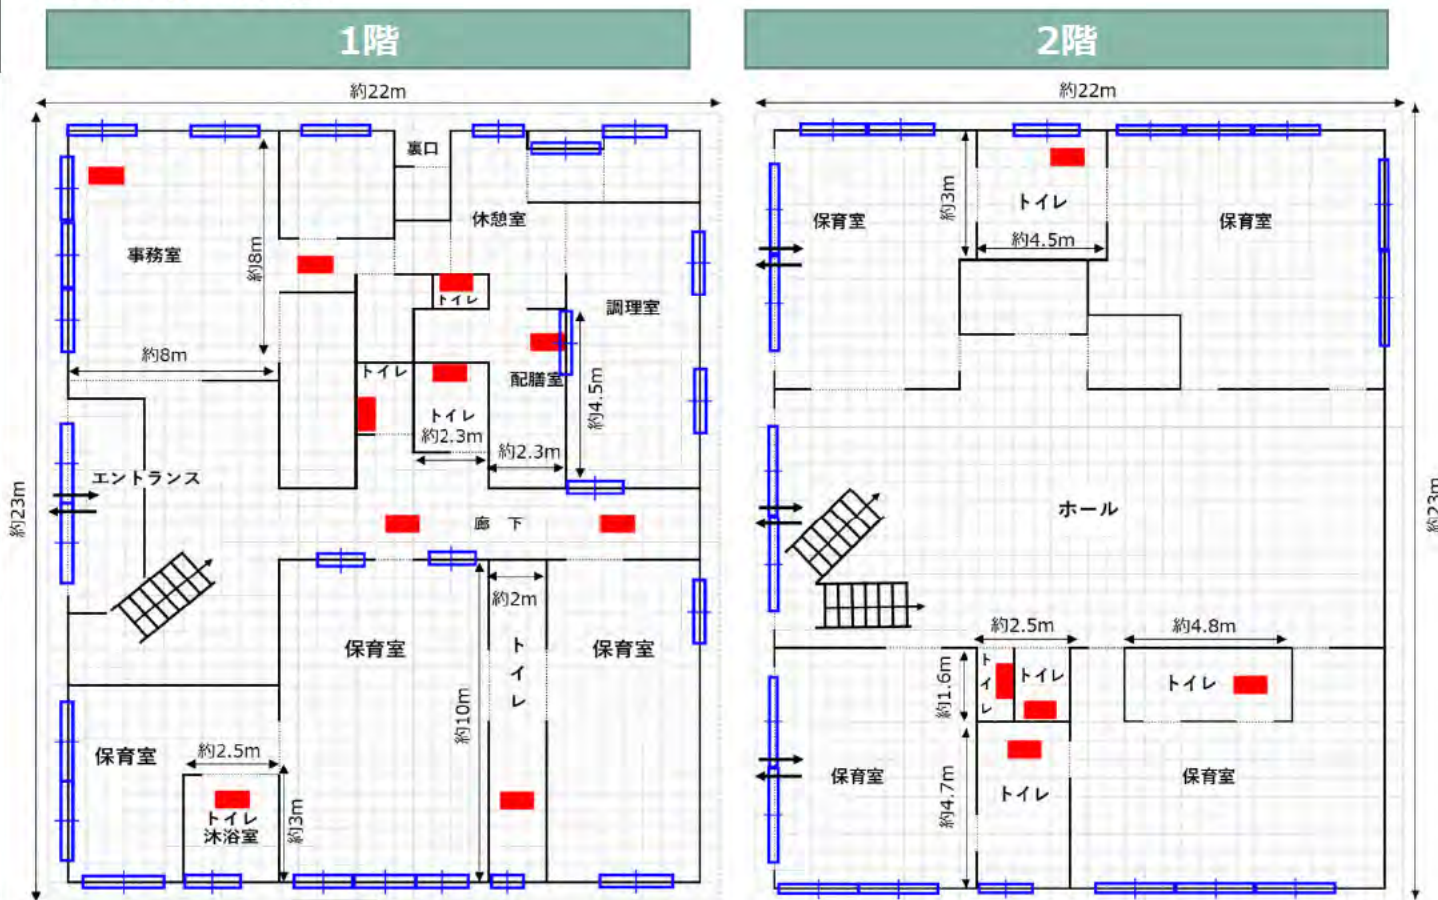 1階
約22m
裏口
休憩室
事務室
約8m
トイレ
調理室
約8m
トイレ
配膳室
約4.5m
トイレ
約2.3m
約2.3m
エントランス
約23m
廊 下
約2m
保育室
トイレ
保育室
約10m
保育室
約2.5m
トイレ
沐浴室
約3m
2階
約22m
保育室
約3m
トイレ
保育室
約4.5m
ホール
約23m
約2.5m
約4.8m
トイレ
トイレ
トイレ
約1.6m
保育室
トイレ
約4.7m
保育室